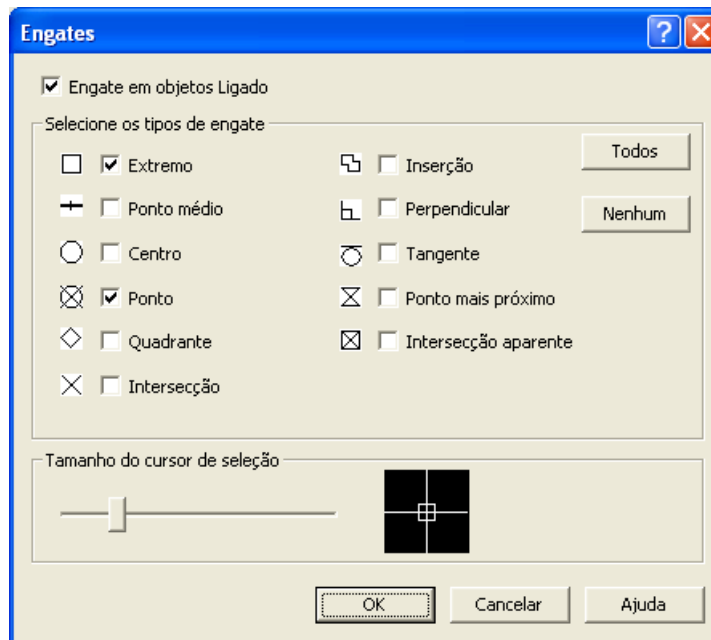 Engates
Engate em objetos Ligado
Selecione os tipos de engate
Extremo
Ponto médio
Centro
Ponto
Quadrante
Intersecção
Inserção
Perpendicular
Tangente
Ponto mais próximo
Intersecção aparente
Todos
Nenhum
Tamanho do cursor de seleção
OK
Cancelar
Ajuda